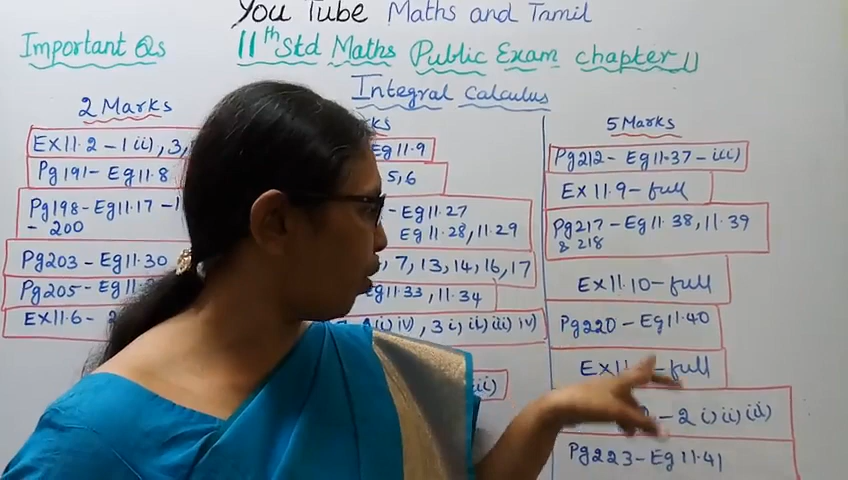 You Tube Maths and Tamil
Important Qs 11th Std Maths Public Exam chapter 11
Integral calculus
2 Marks
Ex11.2 - 1 ii), 3,
Pg191 - Eg11.8
Pg198 - Eg11.17 -
- 200
Pg203 - Eg11.30
Pg205 - Eg11.
Ex11.6 -
Eg11.9
5,6
- Eg11.27
Eg11.28, 11.29
7, 13, 14, 16, 17
Eg11.33, 11.34
iv), 3 i) ii) iii) iv)
iii)
5 Marks
Pg212 - Eg11.37 - iii)
Ex11.9 - full
Pg217 - Eg11.38, 11.39
& 218
Ex11.10 - full
Pg220 - Eg11.40
Ex11. - full
- 2 i) ii) iii)
Pg223 - Eg11.41